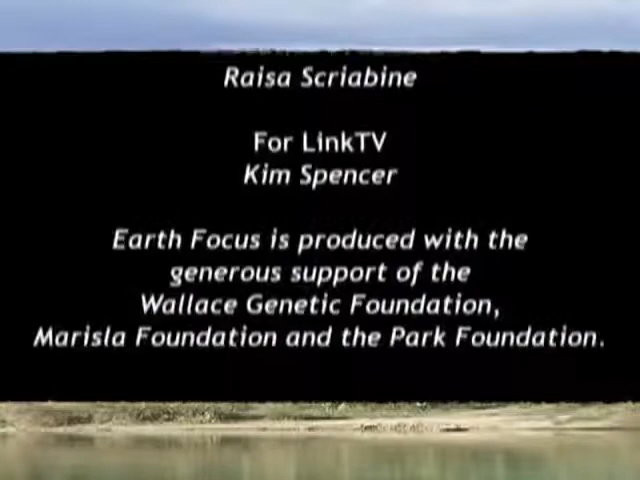 Raisa Scriabine
For LinkTV
Kim Spencer
Earth Focus is produced with the
generous support of the
Wallace Genetic Foundation,
Marisla Foundation and the Park Foundation.